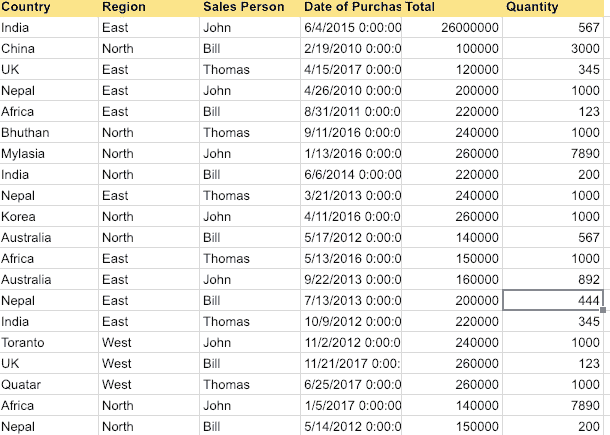 Country Region Sales Person Date of Purchas Total Quantity
India East John 6/4/2015 0:00:00 26000000 567
China North Bill 2/19/2010 0:00:0 100000 3000
UK East Thomas 4/15/2017 0:00:0 120000 345
Nepal East John 4/26/2010 0:00:0 200000 1000
Africa East Bill 8/31/2011 0:00:0 220000 123
Bhuthan North Thomas 9/11/2016 0:00:0 240000 1000
Mylasia North John 1/13/2016 0:00:0 260000 7890
India North Bill 6/6/2014 0:00:00 220000 200
Nepal East Thomas 3/21/2013 0:00:0 240000 1000
Korea North John 4/11/2016 0:00:0 260000 1000
Australia North Bill 5/17/2012 0:00:0 140000 567
Africa East Thomas 5/13/2016 0:00:0 150000 1000
Australia East John 9/22/2013 0:00:0 160000 892
Nepal East Bill 7/13/2013 0:00:0 200000 444
India East Thomas 10/9/2012 0:00:0 220000 345
Toranto West John 11/2/2012 0:00:0 240000 1000
UK West Bill 11/21/2017 0:00: 260000 123
Quatar West Thomas 6/25/2017 0:00:0 260000 1000
Africa North John 1/5/2017 0:00:00 140000 7890
Nepal North Bill 5/14/2012 0:00:0 150000 200